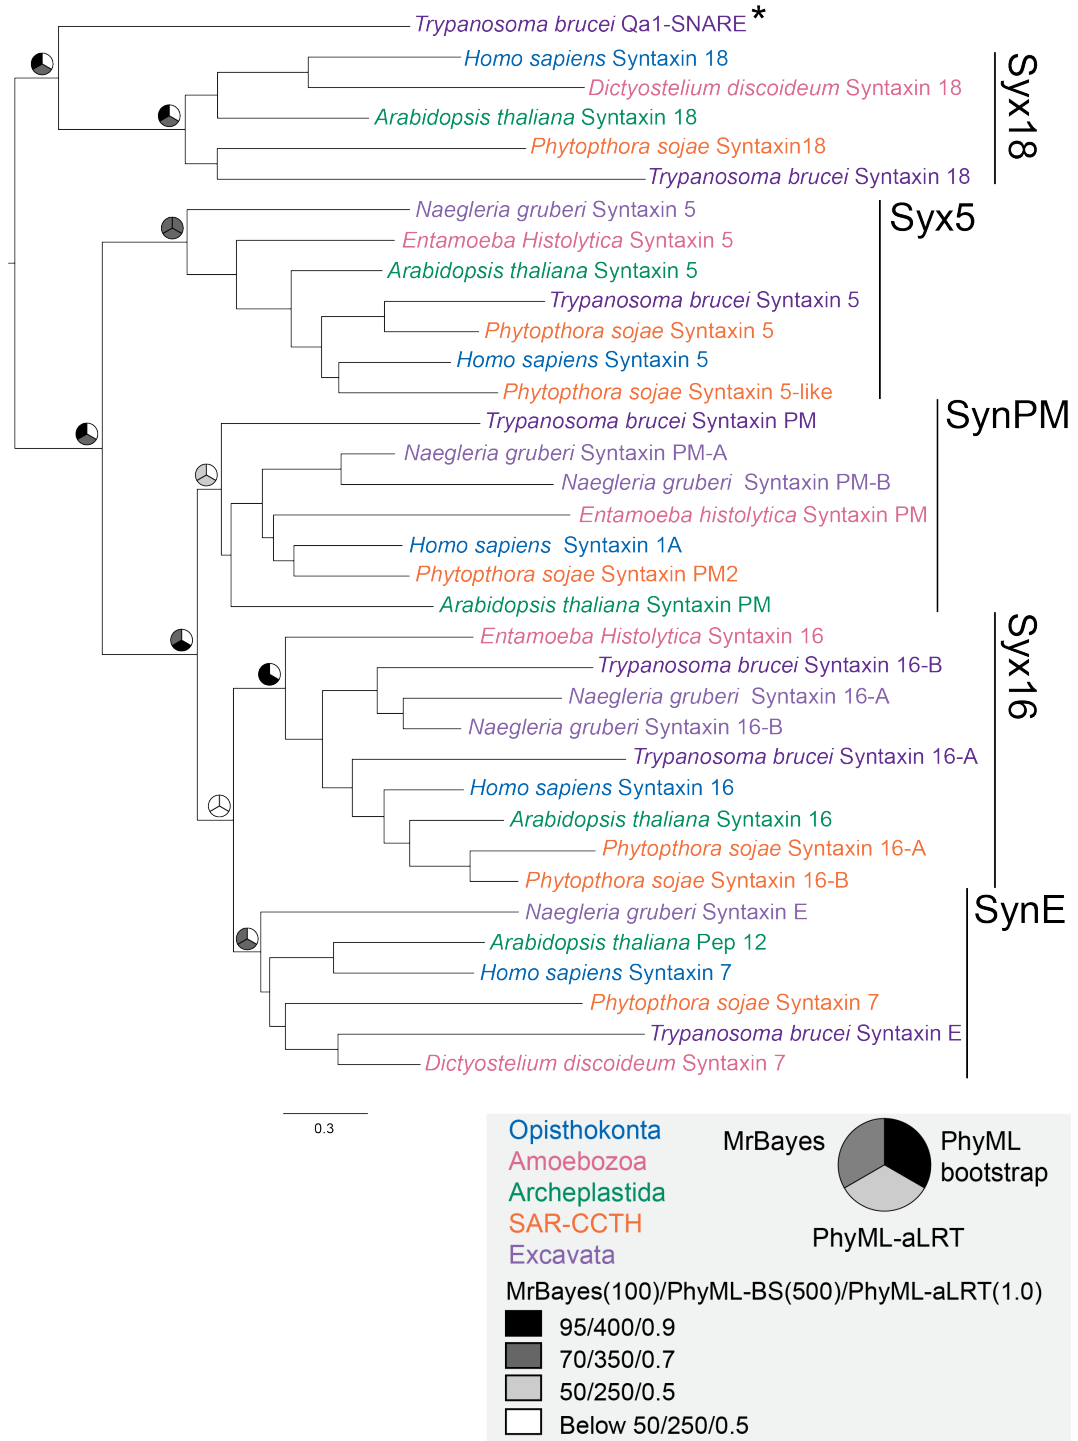 Trypanosoma brucei Qa1-SNARE *
Homo sapiens Syntaxin 18
Dictyostelium discoideum Syntaxin 18
Arabidopsis thaliana Syntaxin 18
Phytopthora sojae Syntaxin18
Trypanosoma brucei Syntaxin 18
Syx18
Naegleria gruberi Syntaxin 5
Entamoeba Histolytica Syntaxin 5
Arabidopsis thaliana Syntaxin 5
Trypanosoma brucei Syntaxin 5
Phytopthora sojae Syntaxin 5
Homo sapiens Syntaxin 5
Phytopthora sojae Syntaxin 5-like
Syx5
Trypanosoma brucei Syntaxin PM
Naegleria gruberi Syntaxin PM-A
Naegleria gruberi Syntaxin PM-B
Entamoeba histolytica Syntaxin PM
Homo sapiens Syntaxin 1A
Phytopthora sojae Syntaxin PM2
Arabidopsis thaliana Syntaxin PM
SynPM
Entamoeba Histolytica Syntaxin 16
Trypanosoma brucei Syntaxin 16-B
Naegleria gruberi Syntaxin 16-A
Naegleria gruberi Syntaxin 16-B
Trypanosoma brucei Syntaxin 16-A
Homo sapiens Syntaxin 16
Arabidopsis thaliana Syntaxin 16
Phytopthora sojae Syntaxin 16-A
Phytopthora sojae Syntaxin 16-B
Syx16
Naegleria gruberi Syntaxin E
Arabidopsis thaliana Pep 12
Homo sapiens Syntaxin 7
Phytopthora sojae Syntaxin 7
Trypanosoma brucei Syntaxin E
Dictyostelium discoideum Syntaxin 7
SynE
0.3
Opisthokonta
Amoebozoa
Archeplastida
SAR-CCTH
Excavata
MrBayes
PhyML
bootstrap
PhyML-aLRT
MrBayes(100)/PhyML-BS(500)/PhyML-aLRT(1.0)
95/400/0.9
70/350/0.7
50/250/0.5
Below 50/250/0.5